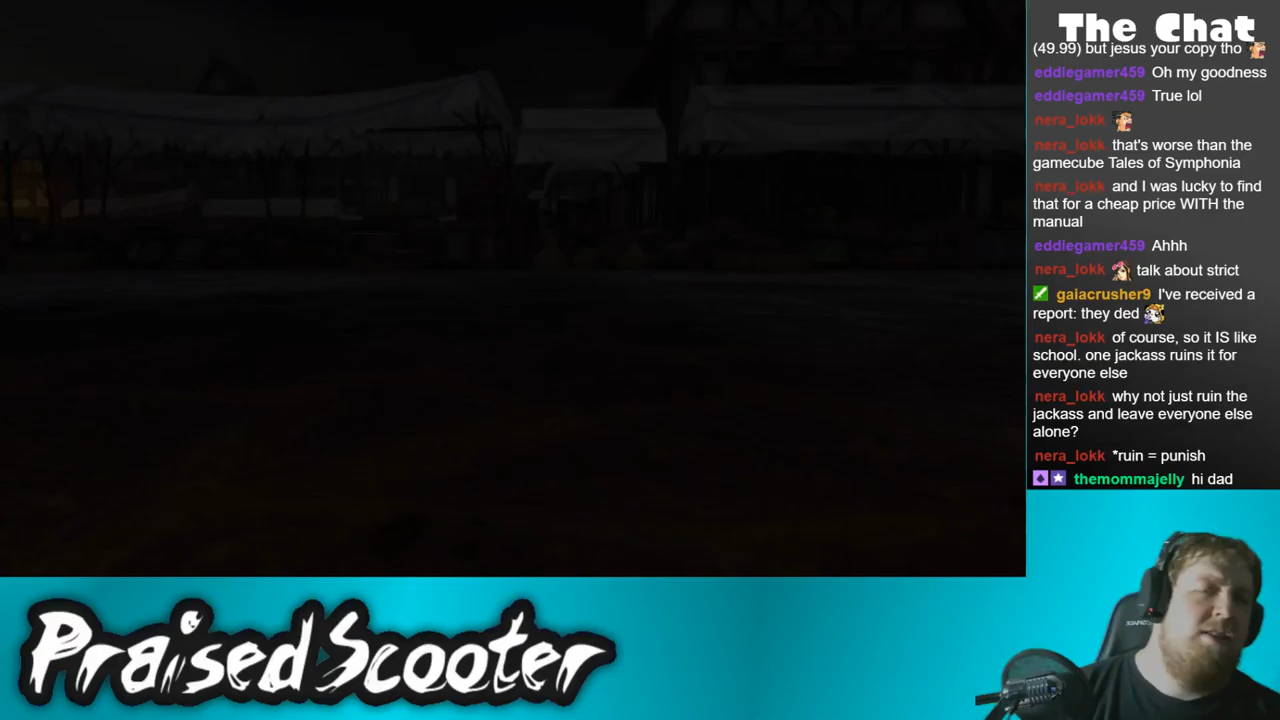 The Chat
(49.99) but jesus your copy tho
eddiegamer459 Oh my goodness
eddiegamer459 True lol
nera_lokk
nera_lokk that's worse than the
gamecube Tales of Symphonia
nera_lokk and I was lucky to find
that for a cheap price WITH the
manual
eddiegamer459 Ahhh
nera_lokk talk about strict
gaiacrusher9 I've received a
report: they ded
nera_lokk of course, so it IS like
school. one jackass ruins it for
everyone else
nera_lokk why not just ruin the
jackass and leave everyone else
alone?
nera_lokk *ruin = punish
themommajelly hi dad
PraisedScooter